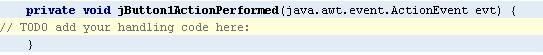 private void jButton1ActionPerformed(java.awt.event.ActionEvent evt) {
// TODO add your handling code here:
}